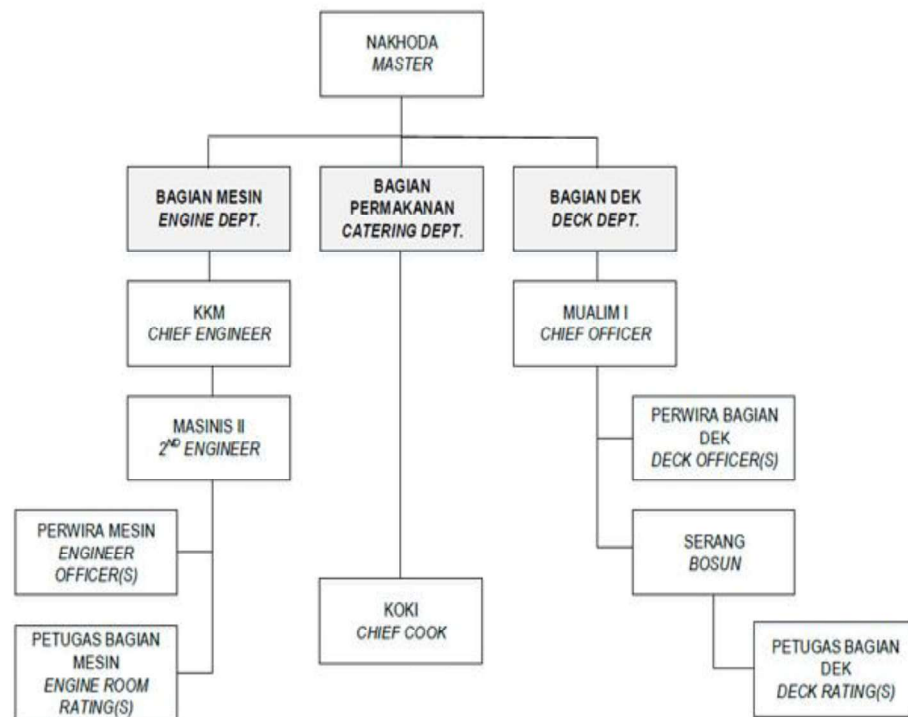 NAKHODA
MASTER
BAGIAN MESIN
ENGINE DEPT.
BAGIAN
PERMAKANAN
CATERING DEPT.
BAGIAN DEK
DECK DEPT.
KKM
CHIEF ENGINEER
MUALIM I
CHIEF OFFICER
MASINIS II
2ND ENGINEER
PERWIRA BAGIAN
DEK
DECK OFFICER(S)
PERWIRA MESIN
ENGINEER
OFFICER(S)
SERANG
BOSUN
KOKI
CHIEF COOK
PETUGAS BAGIAN
MESIN
ENGINE ROOM
RATING(S)
PETUGAS BAGIAN
DEK
DECK RATING(S)